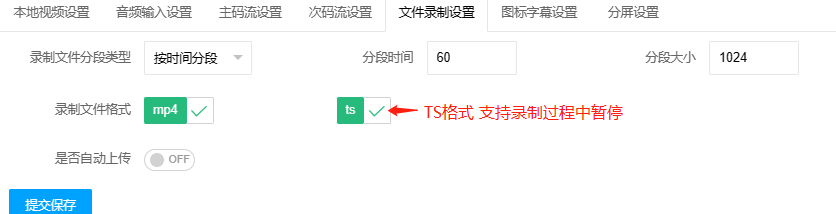 本地视频设置 音频输入设置 主码流设置 次码流设置 文件录制设置 图标字幕设置 分屏设置
录制文件分段类型 按时间分段 分段时间 60 分段大小 1024
录制文件格式 mp4 ts TS格式 支持录制过程中暂停
是否自动上传 OFF
提交保存